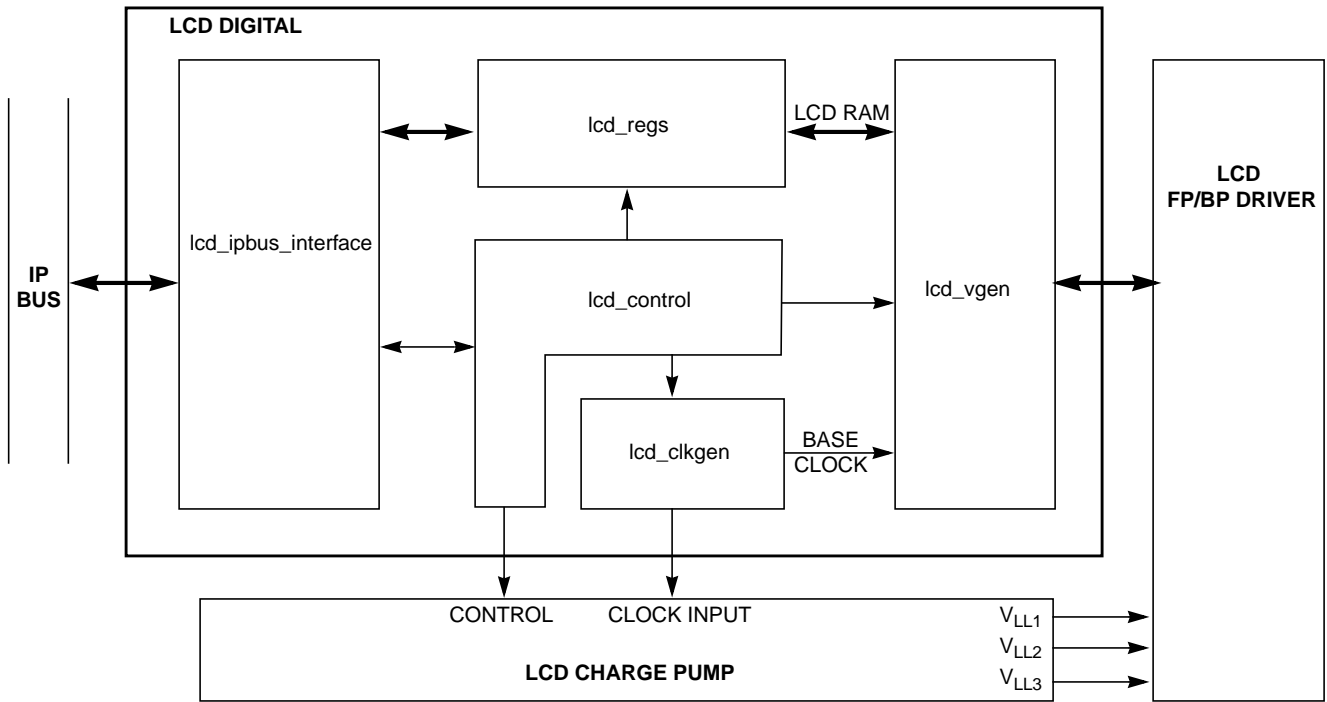 LCD DIGITAL
lcd_regs
LCD RAM
LCD
FP/BP DRIVER
lcd_ipbus_interface
IP
BUS
lcd_control
lcd_vgen
lcd_clkgen
BASE
CLOCK
CONTROL
CLOCK INPUT
VLL1
VLL2
VLL3
LCD CHARGE PUMP